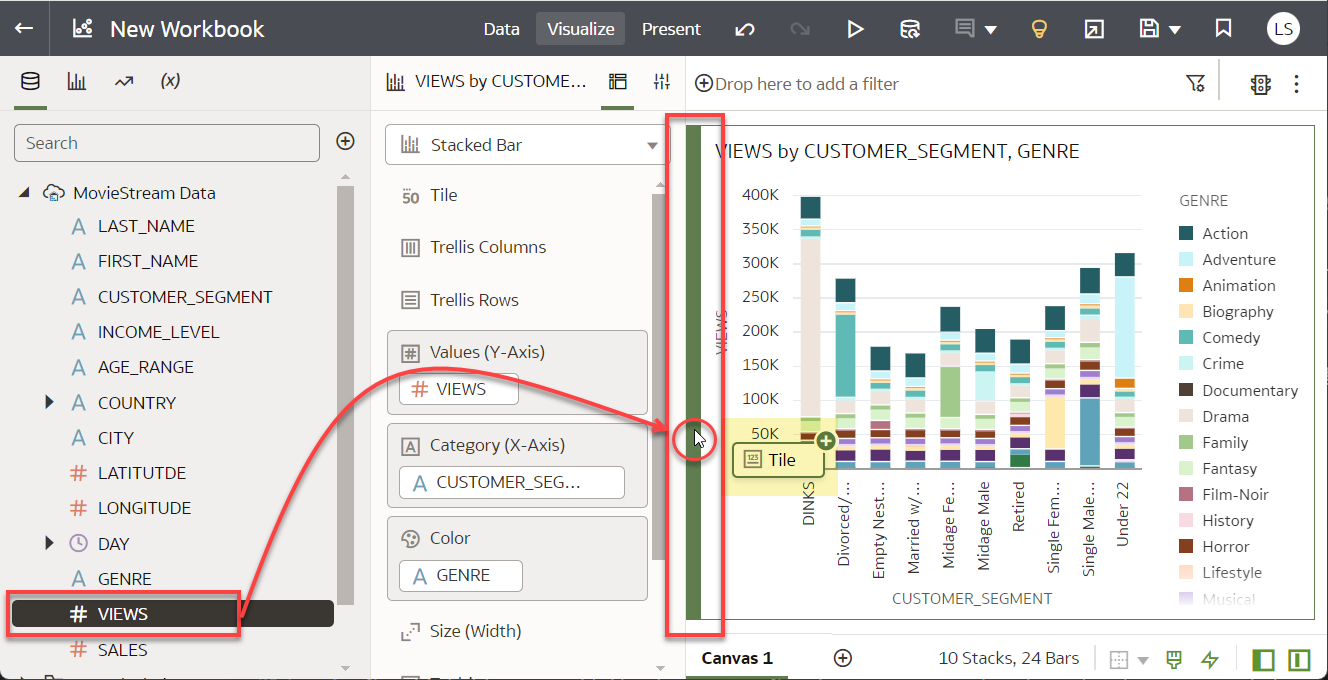 New Workbook
Data Visualize Present
LS
(x)
VIEWS by CUSTOME...
Drop here to add a filter
Search
MovieStream Data
LAST_NAME
FIRST_NAME
CUSTOMER_SEGMENT
INCOME_LEVEL
AGE_RANGE
COUNTRY
CITY
LATITUTDE
LONGITUDE
DAY
GENRE
VIEWS
SALES
Stacked Bar
50 Tile
Trellis Columns
Trellis Rows
Values (Y-Axis)
VIEWS
Category (X-Axis)
CUSTOMER_SEG...
Color
GENRE
Size (Width)
VIEWS by CUSTOMER_SEGMENT, GENRE
VIEWS
400K
350K
300K
250K
200K
150K
100K
50K
123 Tile
DINKS
Divorced/...
Empty Nest...
Married w/...
Midage Fe...
Midage Male
Retired
Single Fem...
Single Male...
Under 22
CUSTOMER_SEGMENT
GENRE
Action
Adventure
Animation
Biography
Comedy
Crime
Documentary
Drama
Family
Fantasy
Film-Noir
History
Horror
Lifestyle
Musical
Canvas 1
10 Stacks, 24 Bars